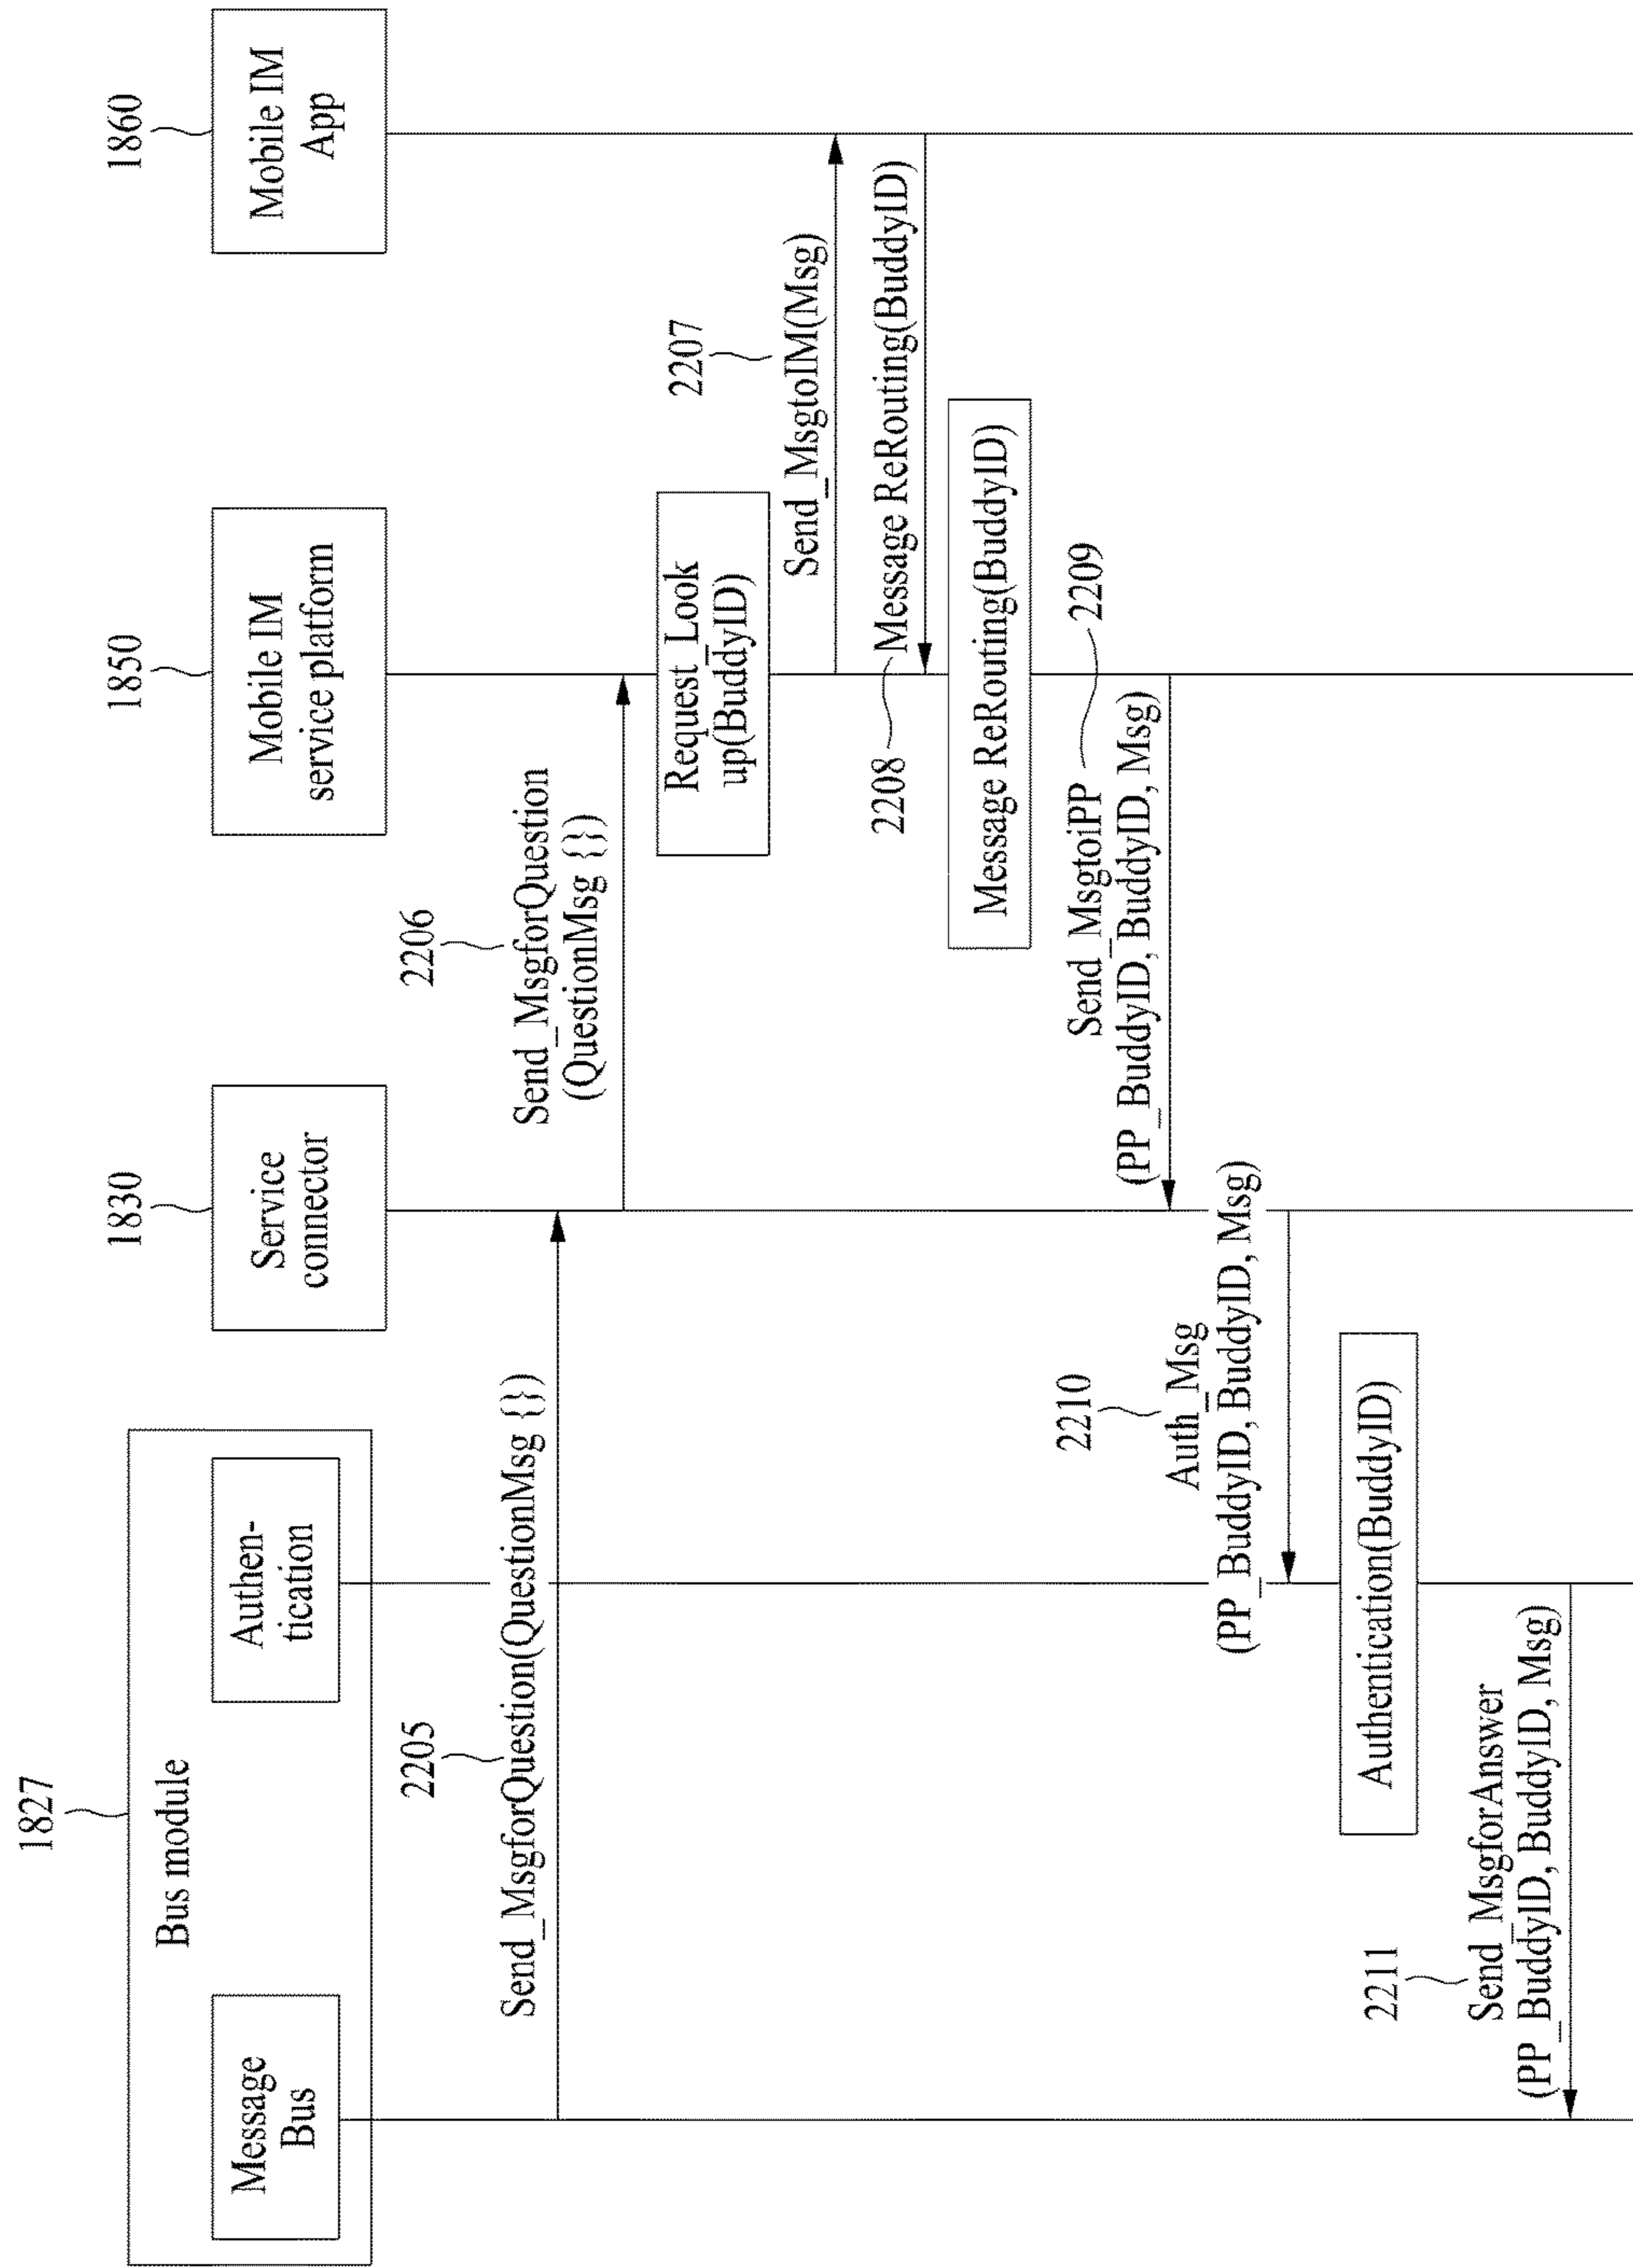 1827
Bus module
Message
Bus
Authen-
tication
1830
Service
connector
1850
Mobile IM
service platform
1860
Mobile IM
App
2205
Send_MsgforQuestion(QuestionMsg {})
2206
Send_MsgforQuestion
(QuestionMsg {})
Request_Look
up(BuddyID)
2207
Send_MsgtoIM(Msg)
2208
Message ReRouting(BuddyID)
Message ReRouting(BuddyID)
2209
Send_MsgtoiPP
(PP_BuddyID, BuddyID, Msg)
2210
Auth_Msg
(PP_BuddyID, BuddyID, Msg)
Authentication(BuddyID)
2211
Send_MsgforAnswer
(PP_BuddyID, BuddyID, Msg)